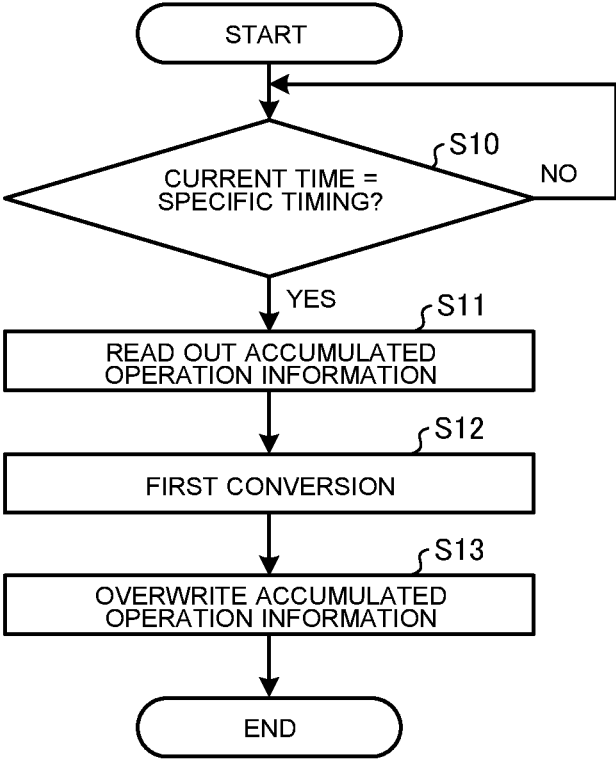 START
S10
CURRENT TIME =
SPECIFIC TIMING?
NO
YES
S11
READ OUT ACCUMULATED
OPERATION INFORMATION
S12
FIRST CONVERSION
S13
OVERWRITE ACCUMULATED
OPERATION INFORMATION
END